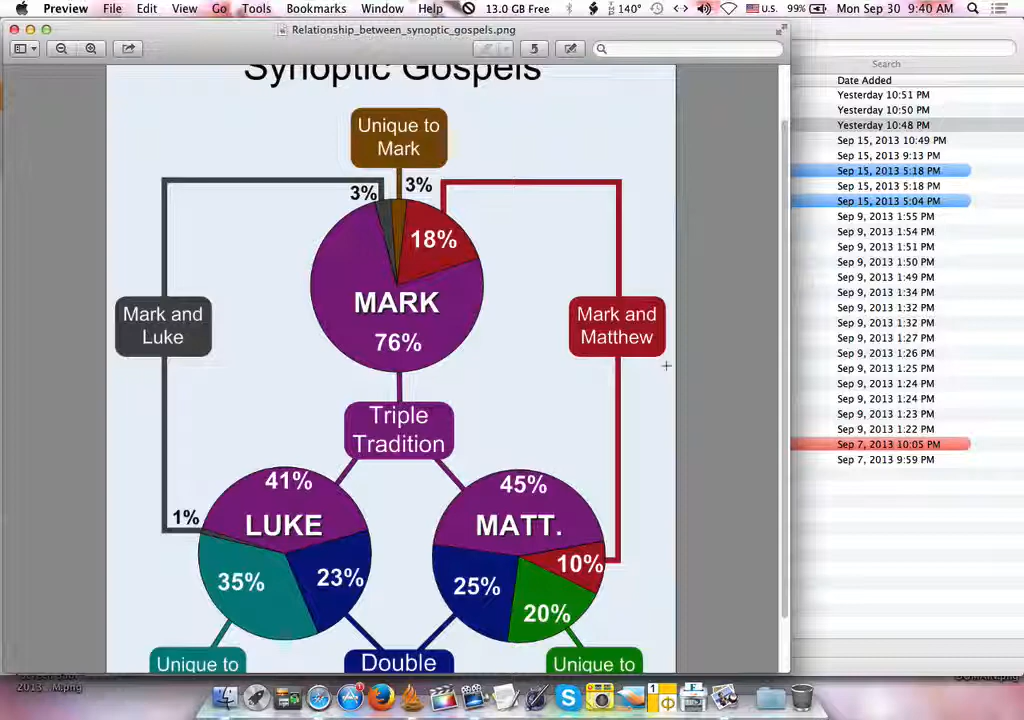 Preview File Edit View Go Tools Bookmarks Window Help 13.0 GB Free 140° U.S. 99% Mon Sep 30 9:40 AM
Relationship_between_synoptic_gospels.png
Search
Synoptic Gospels
Date Added
Yesterday 10:51 PM
Yesterday 10:50 PM
Yesterday 10:48 PM
Sep 15, 2013 10:49 PM
Sep 15, 2013 9:13 PM
Sep 15, 2013 5:18 PM
Sep 15, 2013 5:18 PM
Sep 15, 2013 5:04 PM
Sep 9, 2013 1:55 PM
Sep 9, 2013 1:54 PM
Sep 9, 2013 1:51 PM
Sep 9, 2013 1:50 PM
Sep 9, 2013 1:49 PM
Sep 9, 2013 1:34 PM
Sep 9, 2013 1:32 PM
Sep 9, 2013 1:32 PM
Sep 9, 2013 1:27 PM
Sep 9, 2013 1:26 PM
Sep 9, 2013 1:25 PM
Sep 9, 2013 1:24 PM
Sep 9, 2013 1:24 PM
Sep 9, 2013 1:23 PM
Sep 9, 2013 1:22 PM
Sep 7, 2013 10:05 PM
Sep 7, 2013 9:59 PM
Unique to
Mark
3%
3%
18%
MARK
76%
Mark and
Luke
Mark and
Matthew
Triple
Tradition
41%
1%
LUKE
35%
23%
45%
MATT.
10%
25%
20%
Unique to
Double
Unique to
2013 ... M.png